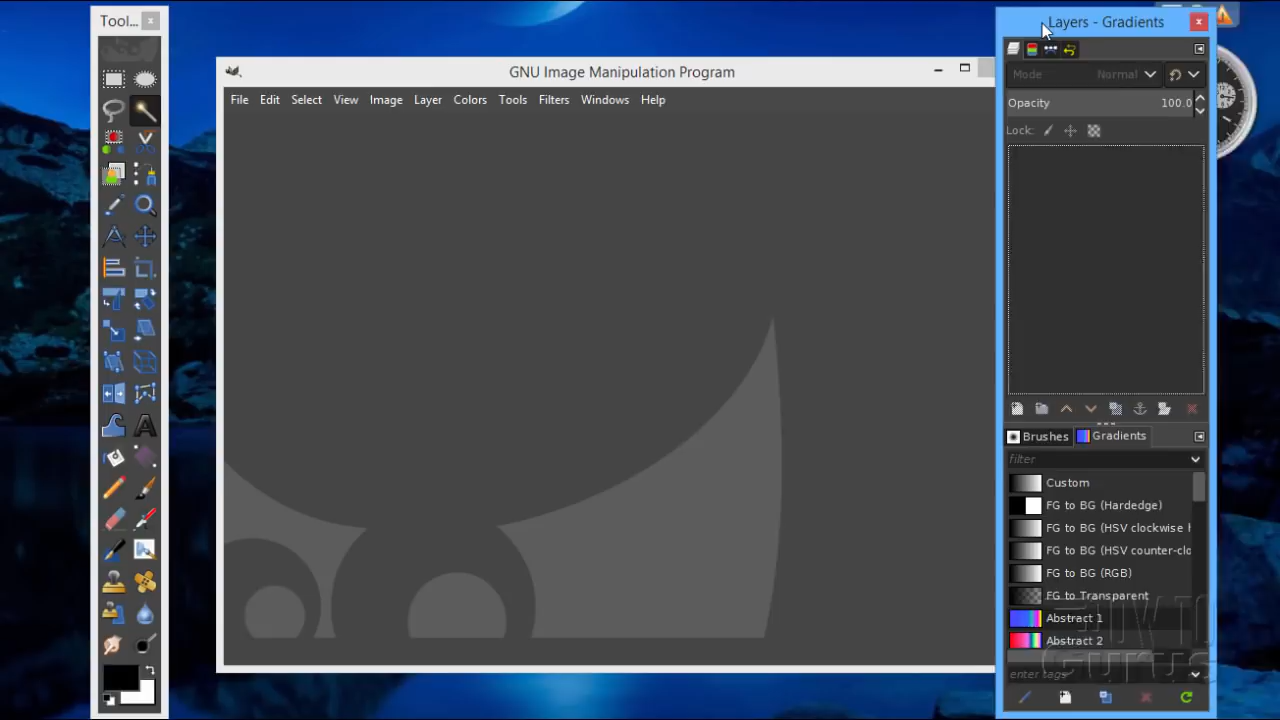 Tool...
GNU Image Manipulation Program
File Edit Select View Image Layer Colors Tools Filters Windows Help
Layers - Gradients
Mode Normal
Opacity 100.0
Lock:
Brushes Gradients
filter
Custom
FG to BG (Hardedge)
FG to BG (HSV clockwise h
FG to BG (HSV counter-clo
FG to BG (RGB)
FG to Transparent
Abstract 1
Abstract 2
enter tags
HOWTO
Gurus